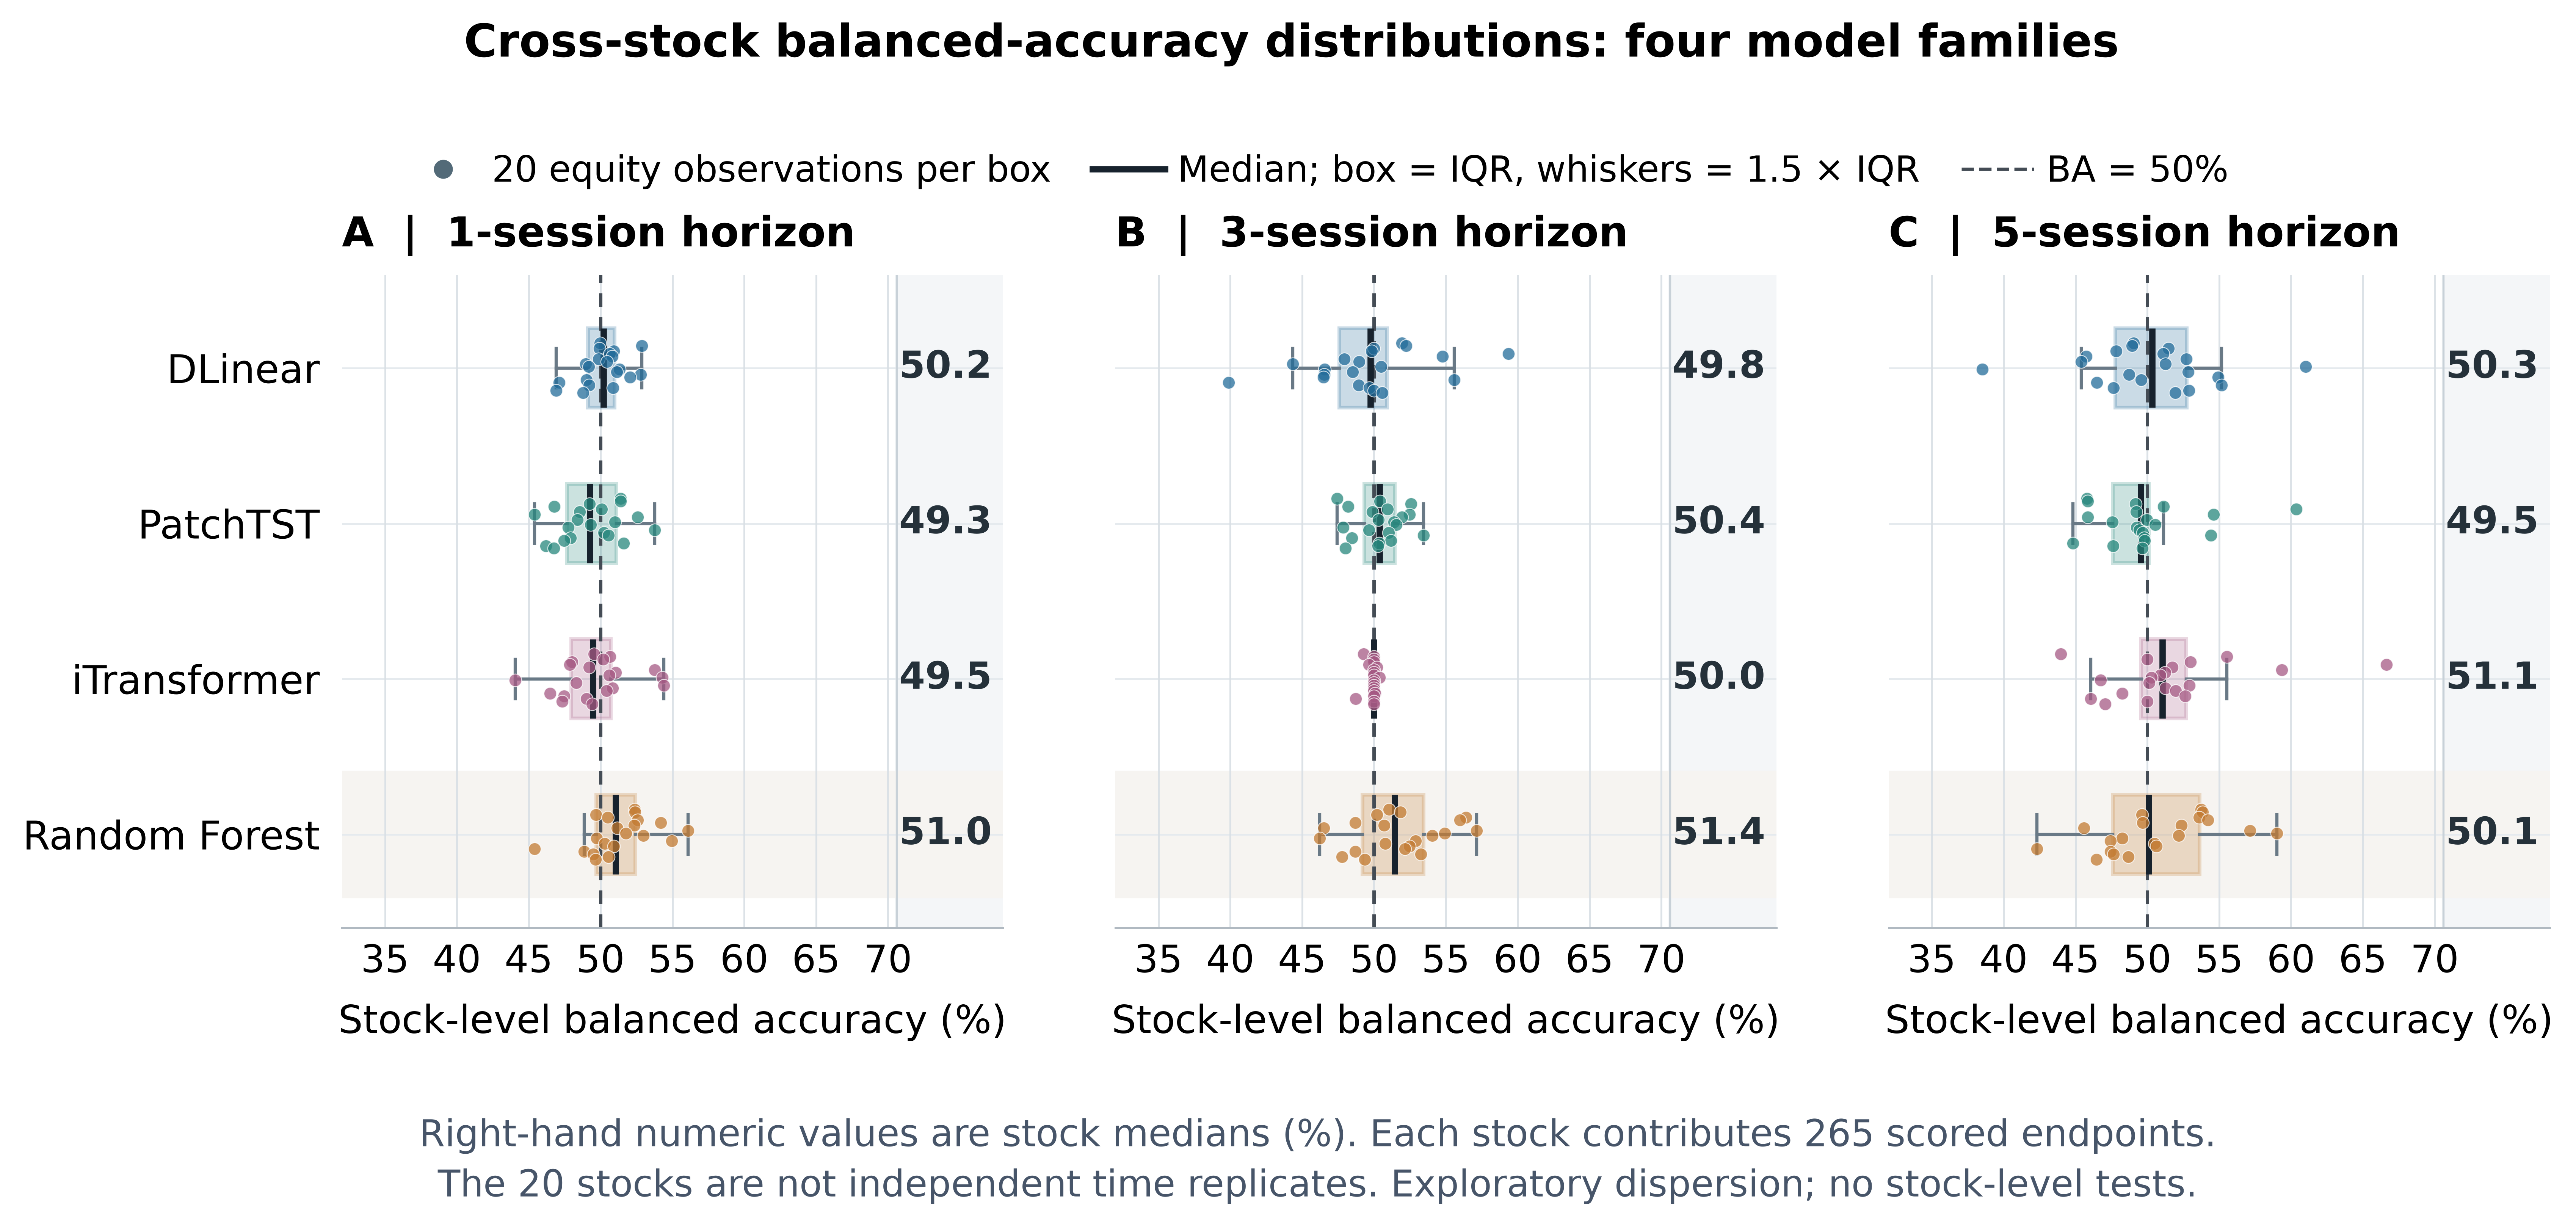 Cross-stock balanced-accuracy distributions: four model families
20 equity observations per box
Median; box = IQR, whiskers = 1.5 × IQR
BA = 50%
A | 1-session horizon
B | 3-session horizon
C | 5-session horizon
DLinear
50.2
49.8
50.3
PatchTST
49.3
50.4
49.5
iTransformer
49.5
50.0
51.1
Random Forest
51.0
51.4
50.1
35 40 45 50 55 60 65 70
35 40 45 50 55 60 65 70
35 40 45 50 55 60 65 70
Stock-level balanced accuracy (%)
Stock-level balanced accuracy (%)
Stock-level balanced accuracy (%)
Right-hand numeric values are stock medians (%). Each stock contributes 265 scored endpoints.
The 20 stocks are not independent time replicates. Exploratory dispersion; no stock-level tests.